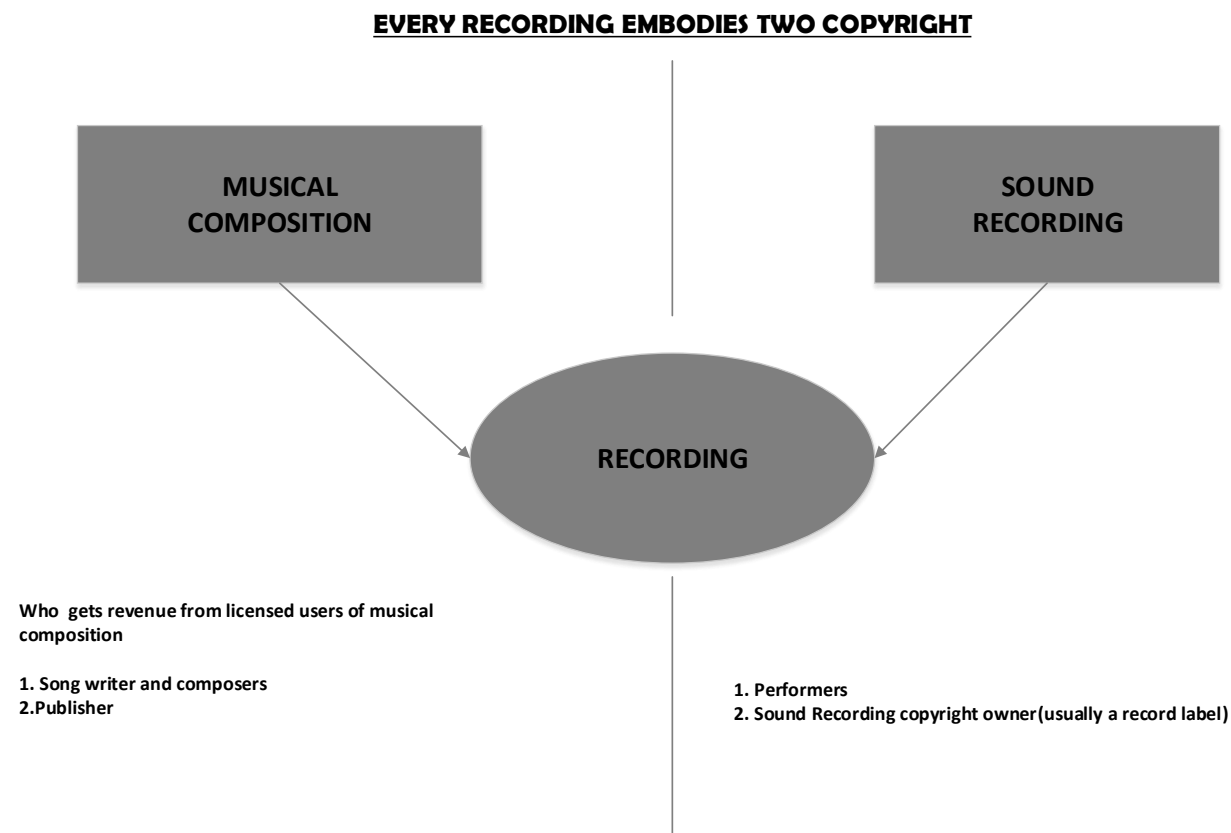 EVERY RECORDING EMBODIES TWO COPYRIGHT
MUSICAL
COMPOSITION
SOUND
RECORDING
RECORDING
Who gets revenue from licensed users of musical
composition
1. Song writer and composers
2.Publisher
1. Performers
2. Sound Recording copyright owner(usually a record label)